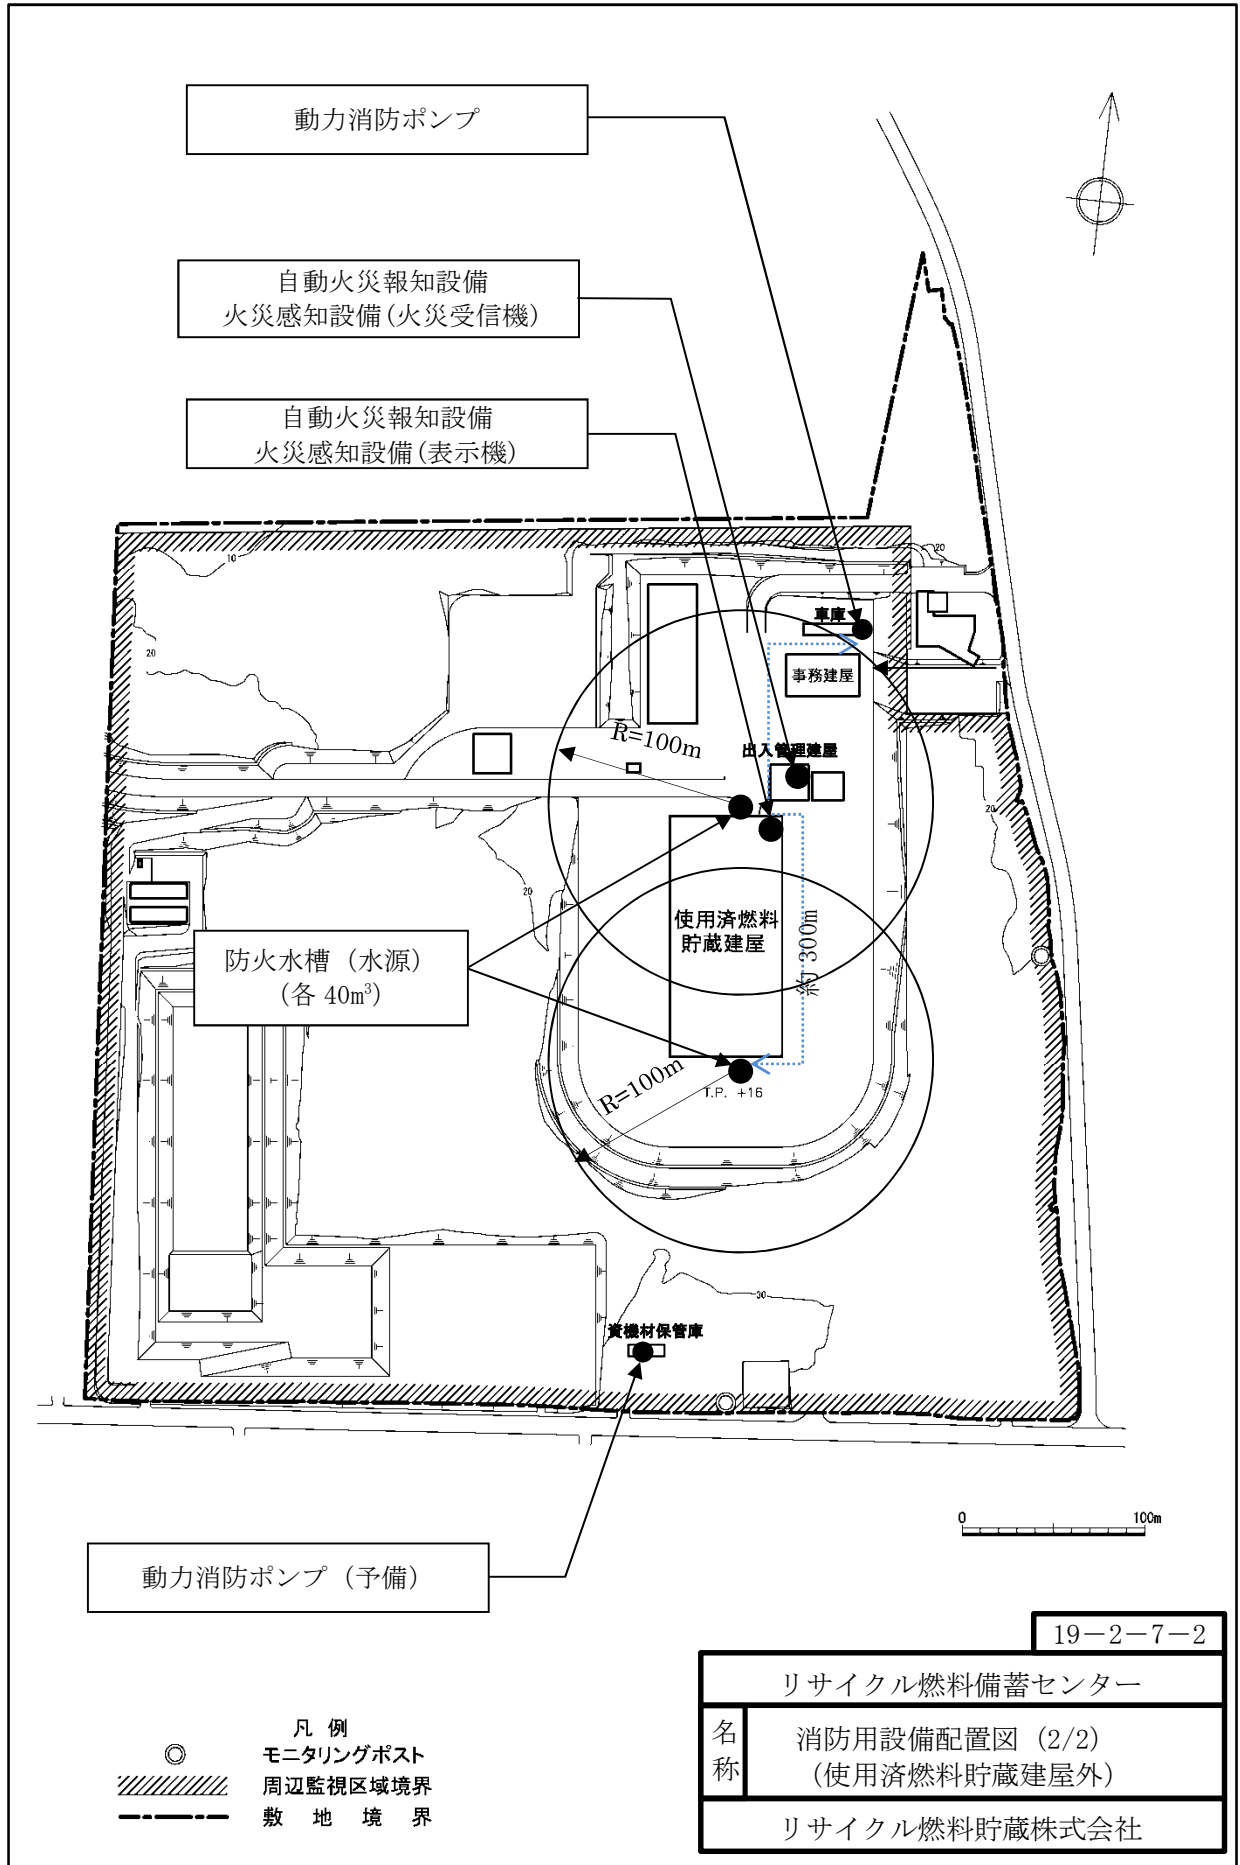 動力消防ポンプ
自動火災報知設備
火災感知設備(火災受信機)
自動火災報知設備
火災感知設備(表示機)
10
20
20
車庫
事務建屋
R=100m
出入管理建屋
20
20
使用済燃料
貯蔵建屋
約 300m
防火水槽（水源）
(各 40m³)
R=100m
T.P. +16
30
資機材保管庫
0 100m
動力消防ポンプ（予備）
19－2－7－2
リサイクル燃料備蓄センター
名称
消防用設備配置図 (2/2)
(使用済燃料貯蔵建屋外)
リサイクル燃料貯蔵株式会社
凡 例
モニタリングポスト
周辺監視区域境界
敷 地 境 界